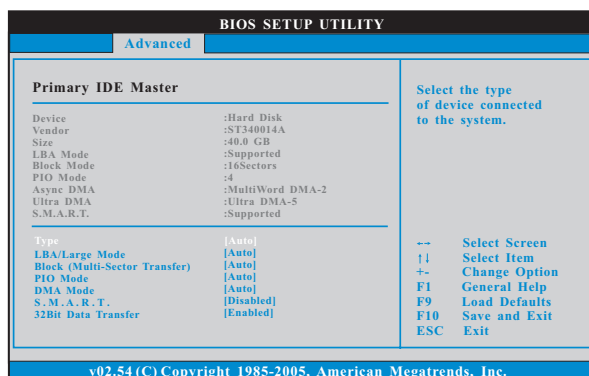 BIOS SETUP UTILITY
Advanced
Primary IDE Master
Device :Hard Disk
Vendor :ST340014A
Size :40.0 GB
LBA Mode :Supported
Block Mode :16Sectors
PIO Mode :4
Async DMA :MultiWord DMA-2
Ultra DMA :Ultra DMA-5
S.M.A.R.T. :Supported
Type [Auto]
LBA/Large Mode [Auto]
Block (Multi-Sector Transfer) [Auto]
PIO Mode [Auto]
DMA Mode [Auto]
S.M.A.R.T. [Disabled]
32Bit Data Transfer [Enabled]
Select the type
of device connected
to the system.
←→ Select Screen
↑↓ Select Item
+- Change Option
F1 General Help
F9 Load Defaults
F10 Save and Exit
ESC Exit
v02.54 (C) Copyright 1985-2005, American Megatrends, Inc.